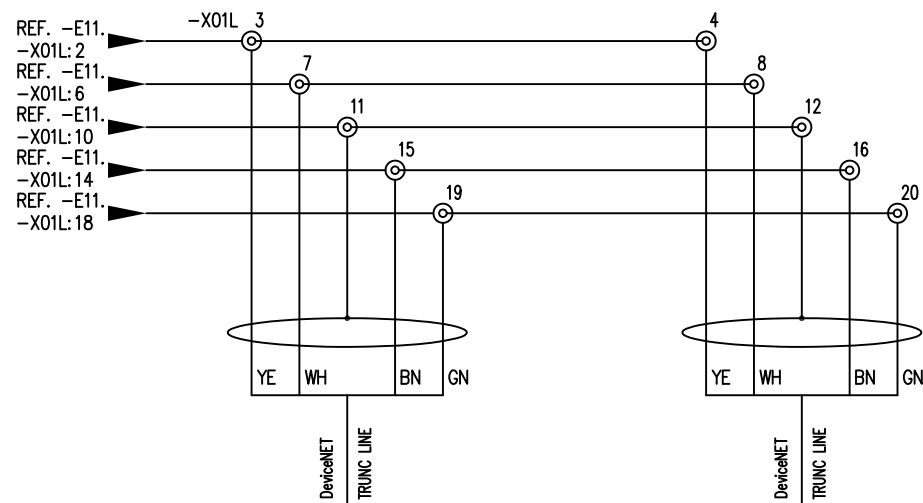 REF. -E11.
-X01L:2
REF. -E11.
-X01L:6
REF. -E11.
-X01L:10
REF. -E11.
-X01L:14
REF. -E11.
-X01L:18
-X01L 3
4
7
8
11
12
15
16
19
20
YE WH BN GN
YE WH BN GN
DeviceNET
TRUNC LINE
DeviceNET
TRUNC LINE